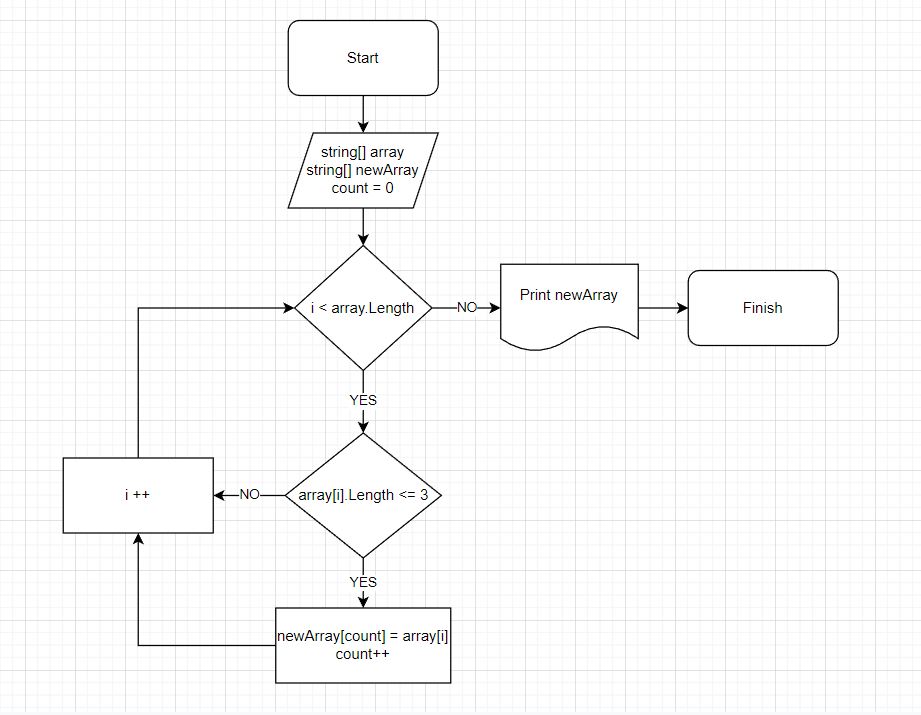 Start
string[] array
string[] newArray
count = 0
i < array.Length
NO
Print newArray
Finish
YES
array[i].Length <= 3
NO
i ++
YES
newArray[count] = array[i]
count++